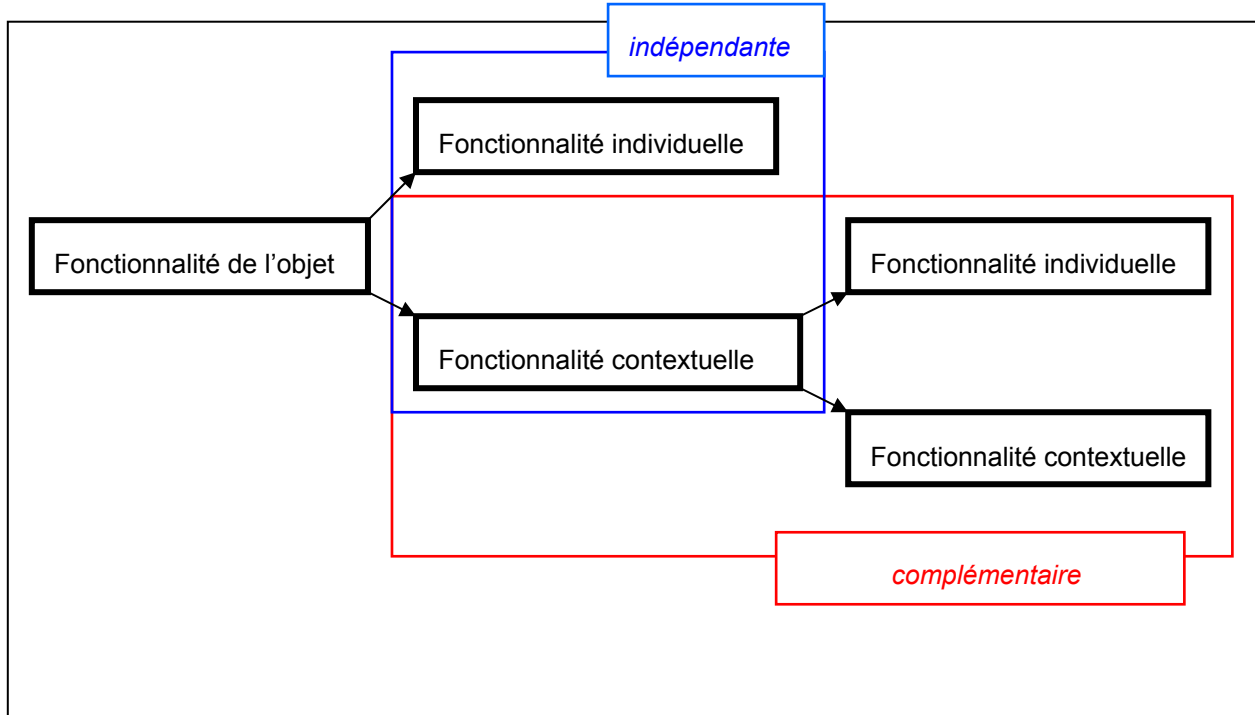 indépendante
Fonctionnalité individuelle
Fonctionnalité de l’objet
Fonctionnalité individuelle
Fonctionnalité contextuelle
Fonctionnalité contextuelle
complémentaire